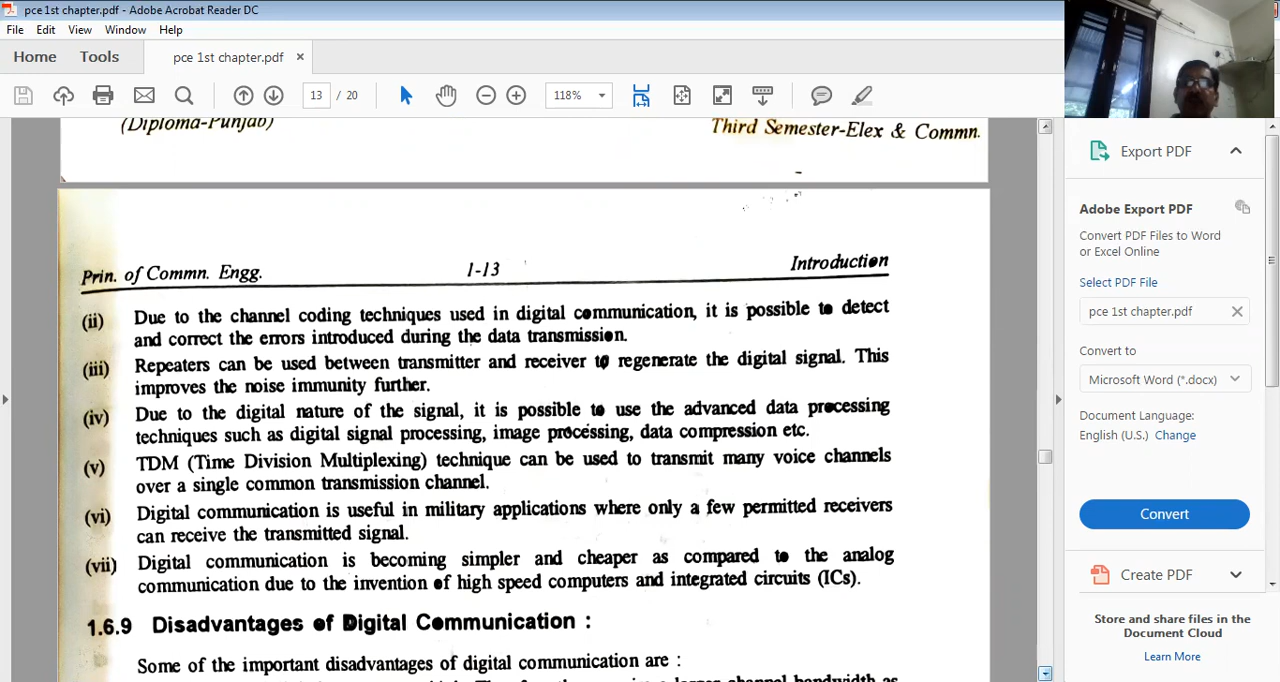 pce 1st chapter.pdf - Adobe Acrobat Reader DC
File Edit View Window Help
Home Tools pce 1st chapter.pdf ×
13 / 20 118%
(Diploma-Punjab) Third Semester-Elex & Commn.
Prin. of Commn. Engg. 1-13 Introduction
(ii) Due to the channel coding techniques used in digital communication, it is possible to detect
and correct the errors introduced during the data transmission.
(iii) Repeaters can be used between transmitter and receiver to regenerate the digital signal. This
improves the noise immunity further.
(iv) Due to the digital nature of the signal, it is possible to use the advanced data processing
techniques such as digital signal processing, image processing, data compression etc.
(v) TDM (Time Division Multiplexing) technique can be used to transmit many voice channels
over a single common transmission channel.
(vi) Digital communication is useful in military applications where only a few permitted receivers
can receive the transmitted signal.
(vii) Digital communication is becoming simpler and cheaper as compared to the analog
communication due to the invention of high speed computers and integrated circuits (ICs).
1.6.9 Disadvantages of Digital Communication :
Some of the important disadvantages of digital communication are :
larger channel bandwidth as
Export PDF
Adobe Export PDF
Convert PDF Files to Word
or Excel Online
Select PDF File
pce 1st chapter.pdf
Convert to
Microsoft Word (*.docx)
Document Language:
English (U.S.) Change
Convert
Create PDF
Store and share files in the
Document Cloud
Learn More